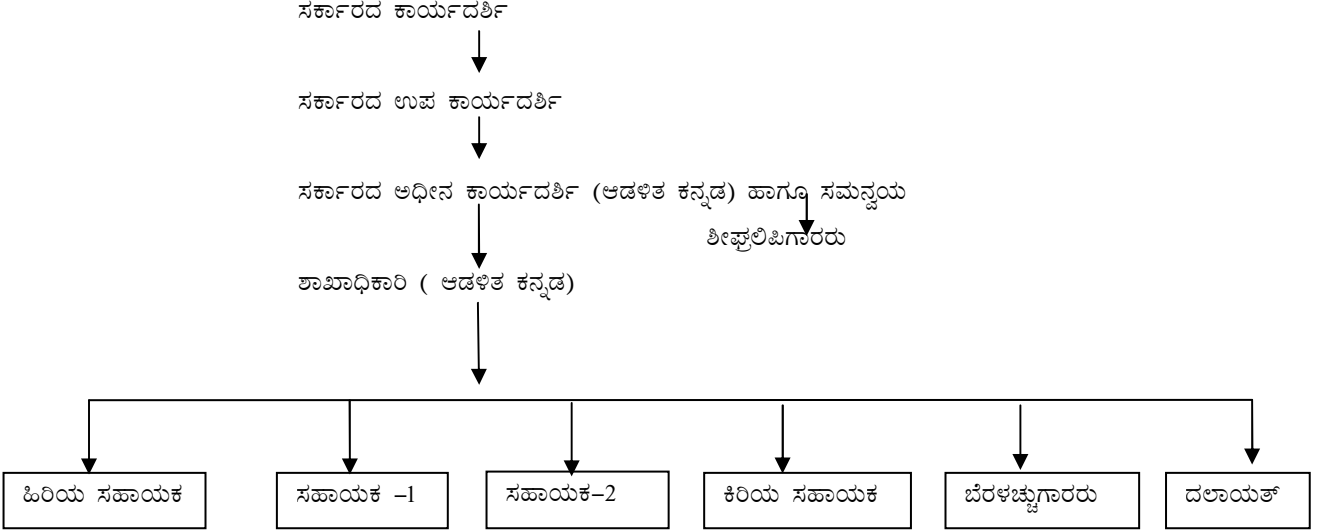 ಸರ್ಕಾರದ ಕಾರ್ಯದರ್ಶಿ
ಸರ್ಕಾರದ ಉಪ ಕಾರ್ಯದರ್ಶಿ
ಸರ್ಕಾರದ ಅಧೀನ ಕಾರ್ಯದರ್ಶಿ (ಆಡಳಿತ ಕನ್ನಡ) ಹಾಗೂ ಸಮನ್ವಯ
ಶೀಘ್ರಲಿಪಿಗಾರರು
ಶಾಖಾಧಿಕಾರಿ ( ಆಡಳಿತ ಕನ್ನಡ)
ಹಿರಿಯ ಸಹಾಯಕ
ಸಹಾಯಕ –1
ಸಹಾಯಕ–2
ಕಿರಿಯ ಸಹಾಯಕ
ಬೆರಳಚ್ಚುಗಾರರು
ದಲಾಯತ್